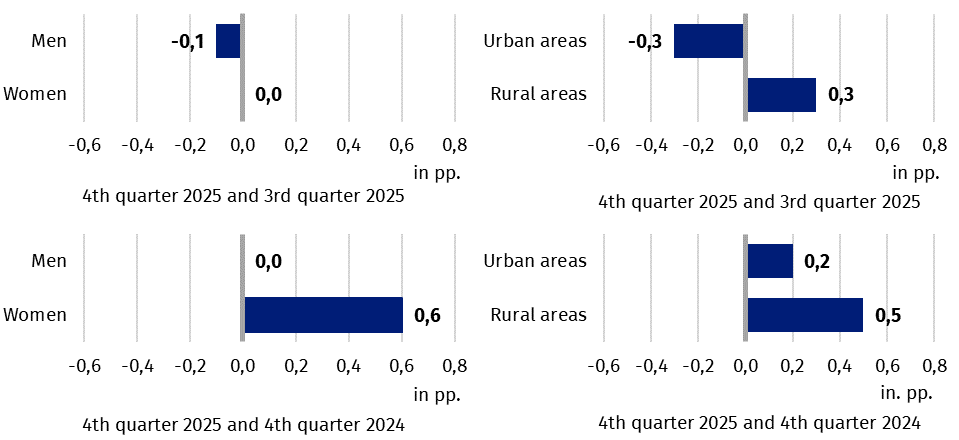 Men -0,1
Women 0,0
-0,6 -0,4 -0,2 0,0 0,2 0,4 0,6 0,8
in pp.
4th quarter 2025 and 3rd quarter 2025
Urban areas -0,3
Rural areas 0,3
-0,6 -0,4 -0,2 0,0 0,2 0,4 0,6 0,8
in pp.
4th quarter 2025 and 3rd quarter 2025
Men 0,0
Women 0,6
-0,6 -0,4 -0,2 0,0 0,2 0,4 0,6 0,8
in pp.
4th quarter 2025 and 4th quarter 2024
Urban areas 0,2
Rural areas 0,5
-0,6 -0,4 -0,2 0,0 0,2 0,4 0,6 0,8
in. pp.
4th quarter 2025 and 4th quarter 2024